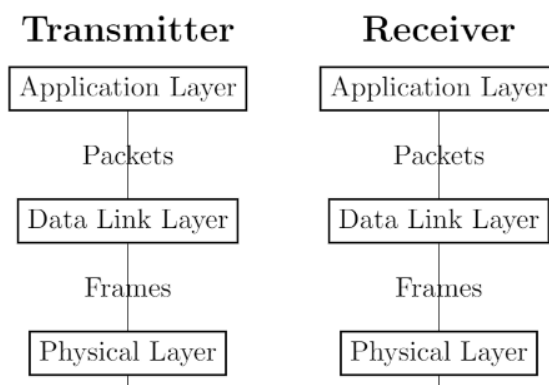 Transmitter
Receiver
Application Layer
Application Layer
Packets
Packets
Data Link Layer
Data Link Layer
Frames
Frames
Physical Layer
Physical Layer